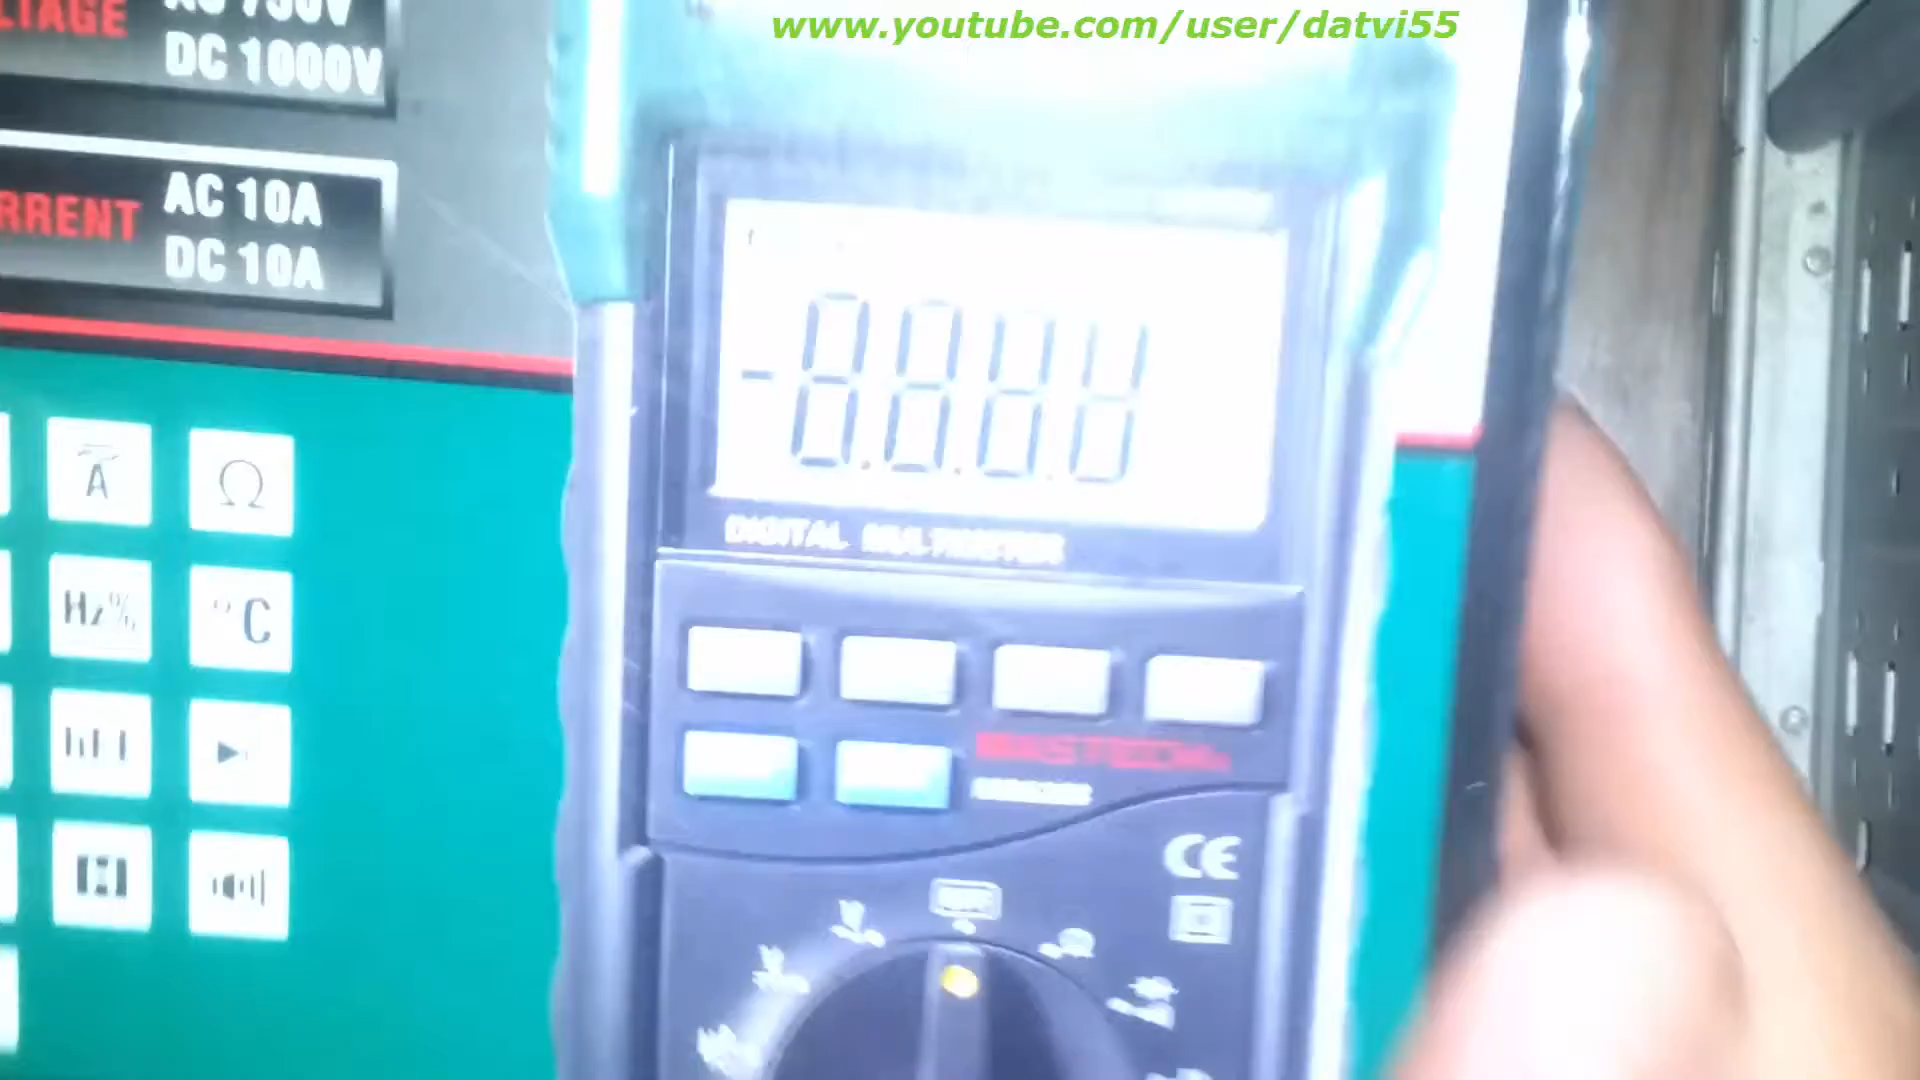 www.youtube.com/user/datvi55
DC 1000V
AC 10A
DC 10A
A
Ω
Hz%
°C
-8.8.8.8
DIGITAL MULTIMETER
MASTECH
CE
OFF